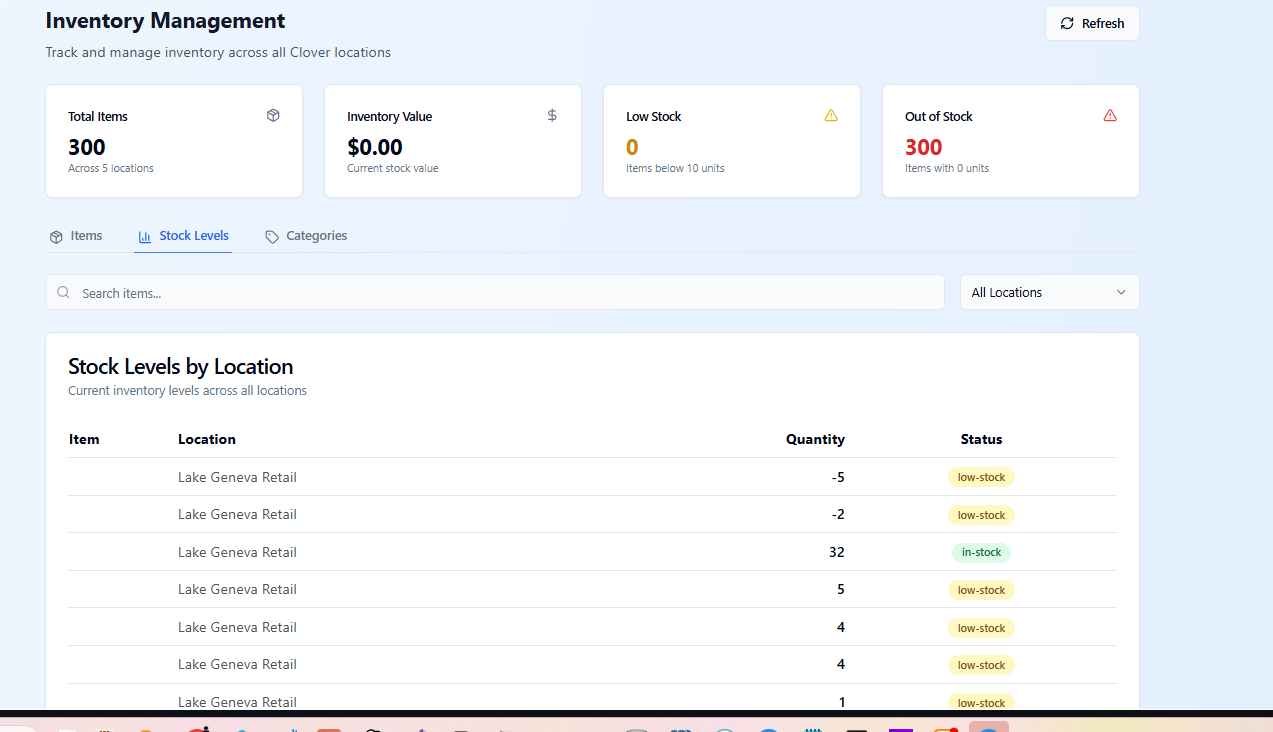 Inventory Management
Refresh
Track and manage inventory across all Clover locations
Total Items
300
Across 5 locations
Inventory Value
$
$0.00
Current stock value
Low Stock
0
Items below 10 units
Out of Stock
300
Items with 0 units
Items Stock Levels Categories
Search items...
All Locations
Stock Levels by Location
Current inventory levels across all locations
Item Location Quantity Status
Lake Geneva Retail -5 low-stock
Lake Geneva Retail -2 low-stock
Lake Geneva Retail 32 in-stock
Lake Geneva Retail 5 low-stock
Lake Geneva Retail 4 low-stock
Lake Geneva Retail 4 low-stock
Lake Geneva Retail 1 low-stock